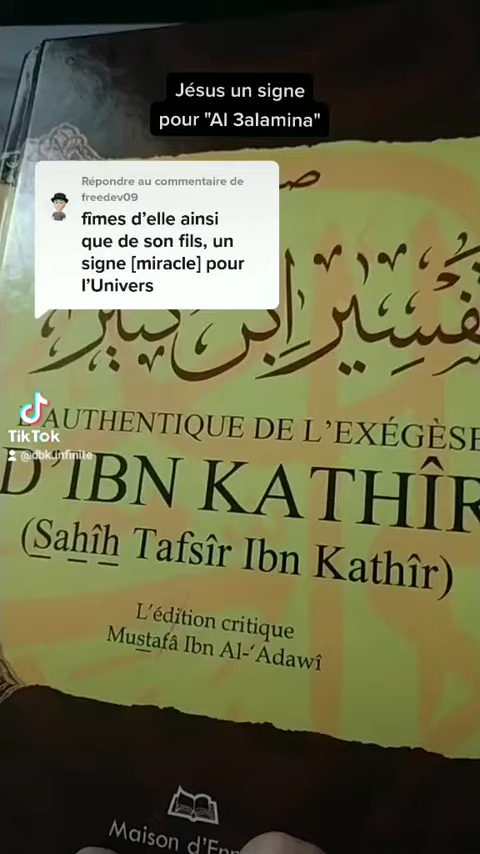 Jésus un signe
pour "Al 3alamina"
Répondre au commentaire de
freedev09
fîmes d’elle ainsi
que de son fils, un
signe [miracle] pour
l’Univers
تفسير ابن كثير
L'AUTHENTIQUE DE L'EXÉGÈSE
TikTok
@dbk.infinite
D'IBN KATHÎR
(Sahîh Tafsîr Ibn Kathîr)
L'édition critique
Mustafâ Ibn Al-‘Adawî
Maison d'Enn